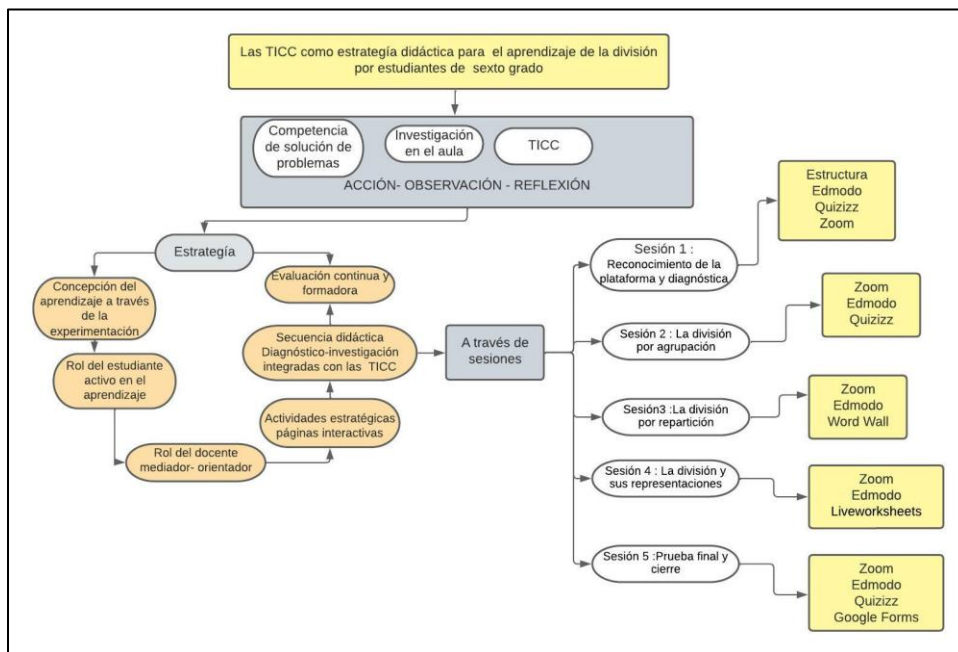 Las TICC como estrategía didáctica para el aprendizaje de la división
por estudiantes de sexto grado
Competencia
de solución de
problemas
Investigación
en el aula
TICC
ACCIÓN- OBSERVACIÓN - REFLEXIÓN
Estrategía
Concepción del
aprendizaje a través
de la
experimentación
Rol del estudiante
activo en el
aprendizaje
Rol del docente
mediador- orientador
Actividades estratégicas
páginas interactivas
Secuencia didáctica
Diagnóstico-investigación
integradas con las TICC
Evaluación continua y
formadora
A través de
sesiones
Sesión 1 :
Reconocimiento de la
plataforma y diagnóstica
Estructura
Edmodo
Quizizz
Zoom
Sesión 2 : La división
por agrupación
Zoom
Edmodo
Quizizz
Sesión3 :La división
por repartición
Zoom
Edmodo
Word Wall
Sesión 4 : La división y
sus representaciones
Zoom
Edmodo
Liveworksheets
Sesión 5 :Prueba final y
cierre
Zoom
Edmodo
Quizizz
Google Forms